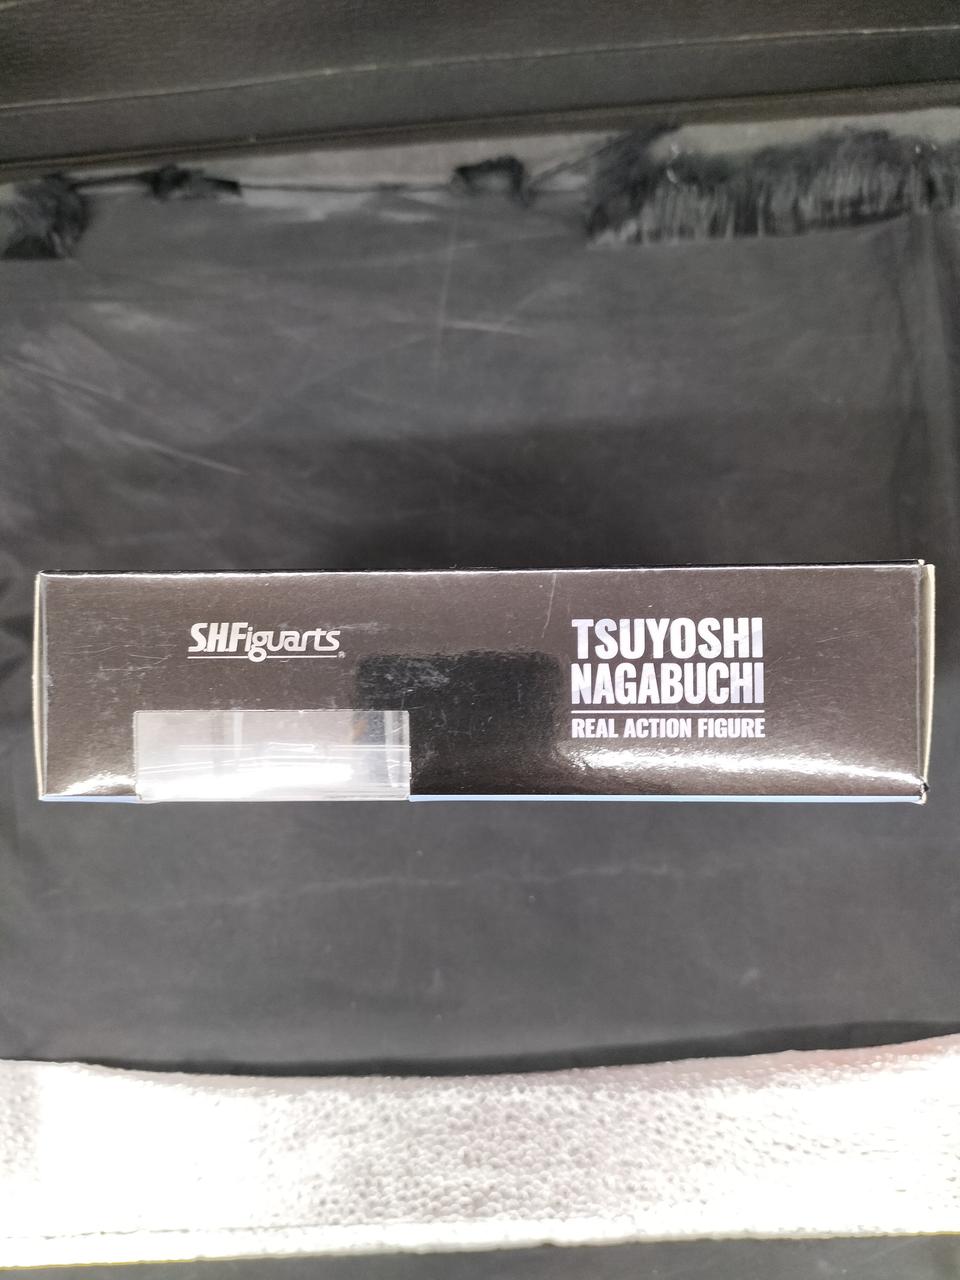 S.H.Figuarts®
TSUYOSHI
NAGABUCHI
REAL ACTION FIGURE